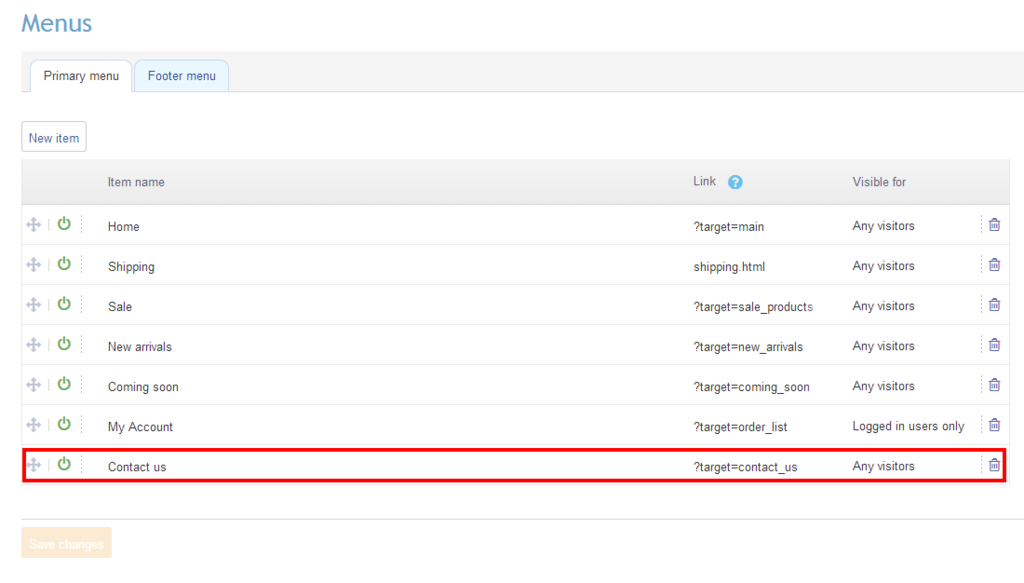 Menus
Primary menu Footer menu
New item
Item name Link ? Visible for
Home ?target=main Any visitors
Shipping shipping.html Any visitors
Sale ?target=sale_products Any visitors
New arrivals ?target=new_arrivals Any visitors
Coming soon ?target=coming_soon Any visitors
My Account ?target=order_list Logged in users only
Contact us ?target=contact_us Any visitors
Save changes